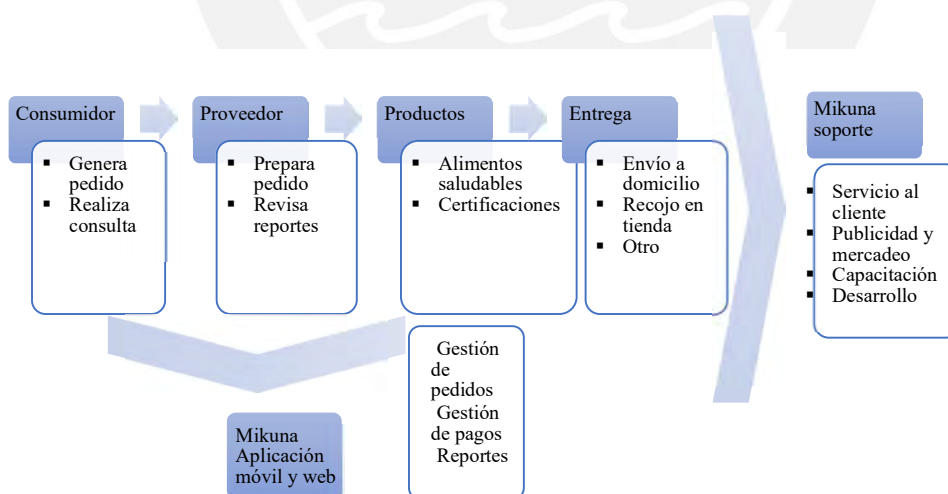 Consumidor
▪ Genera
pedido
▪ Realiza
consulta
Proveedor
▪ Prepara
pedido
▪ Revisa
reportes
Productos
▪ Alimentos
saludables
▪ Certificaciones
Entrega
▪ Envío a
domicilio
▪ Recojo en
tienda
▪ Otro
Mikuna
soporte
▪ Servicio al
cliente
▪ Publicidad y
mercadeo
▪ Capacitación
▪ Desarrollo
Mikuna
Aplicación
móvil y web
Gestión
de
pedidos
Gestión
de pagos
Reportes